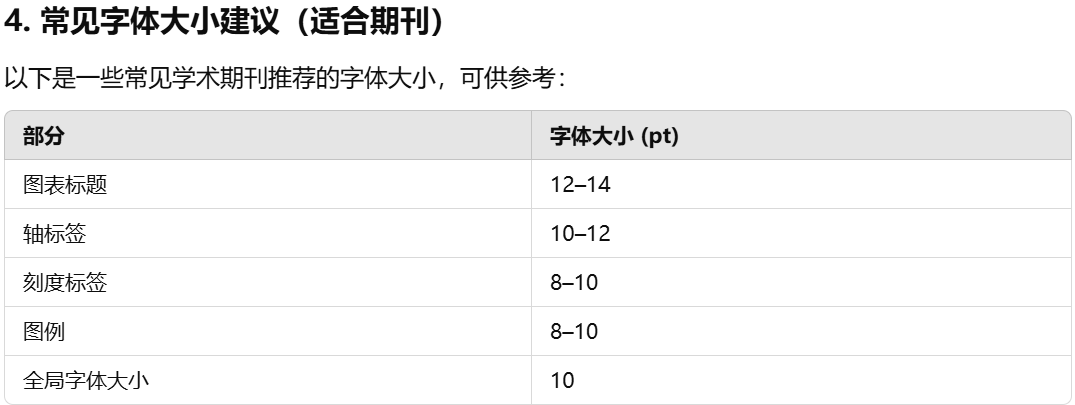 4. 常见字体大小建议（适合期刊）
以下是一些常见学术期刊推荐的字体大小，可供参考：
部分 字体大小 (pt)
图表标题 12–14
轴标签 10–12
刻度标签 8–10
图例 8–10
全局字体大小 10